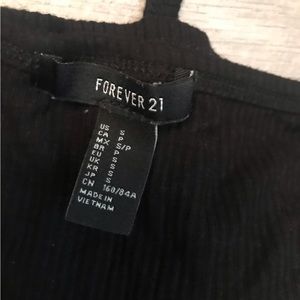 FOREVER 21
US S
CA P
MX S/P
BR P
EU P
UK S
KR S
JP S
CN 160/84A
MADE IN
VIETNAM